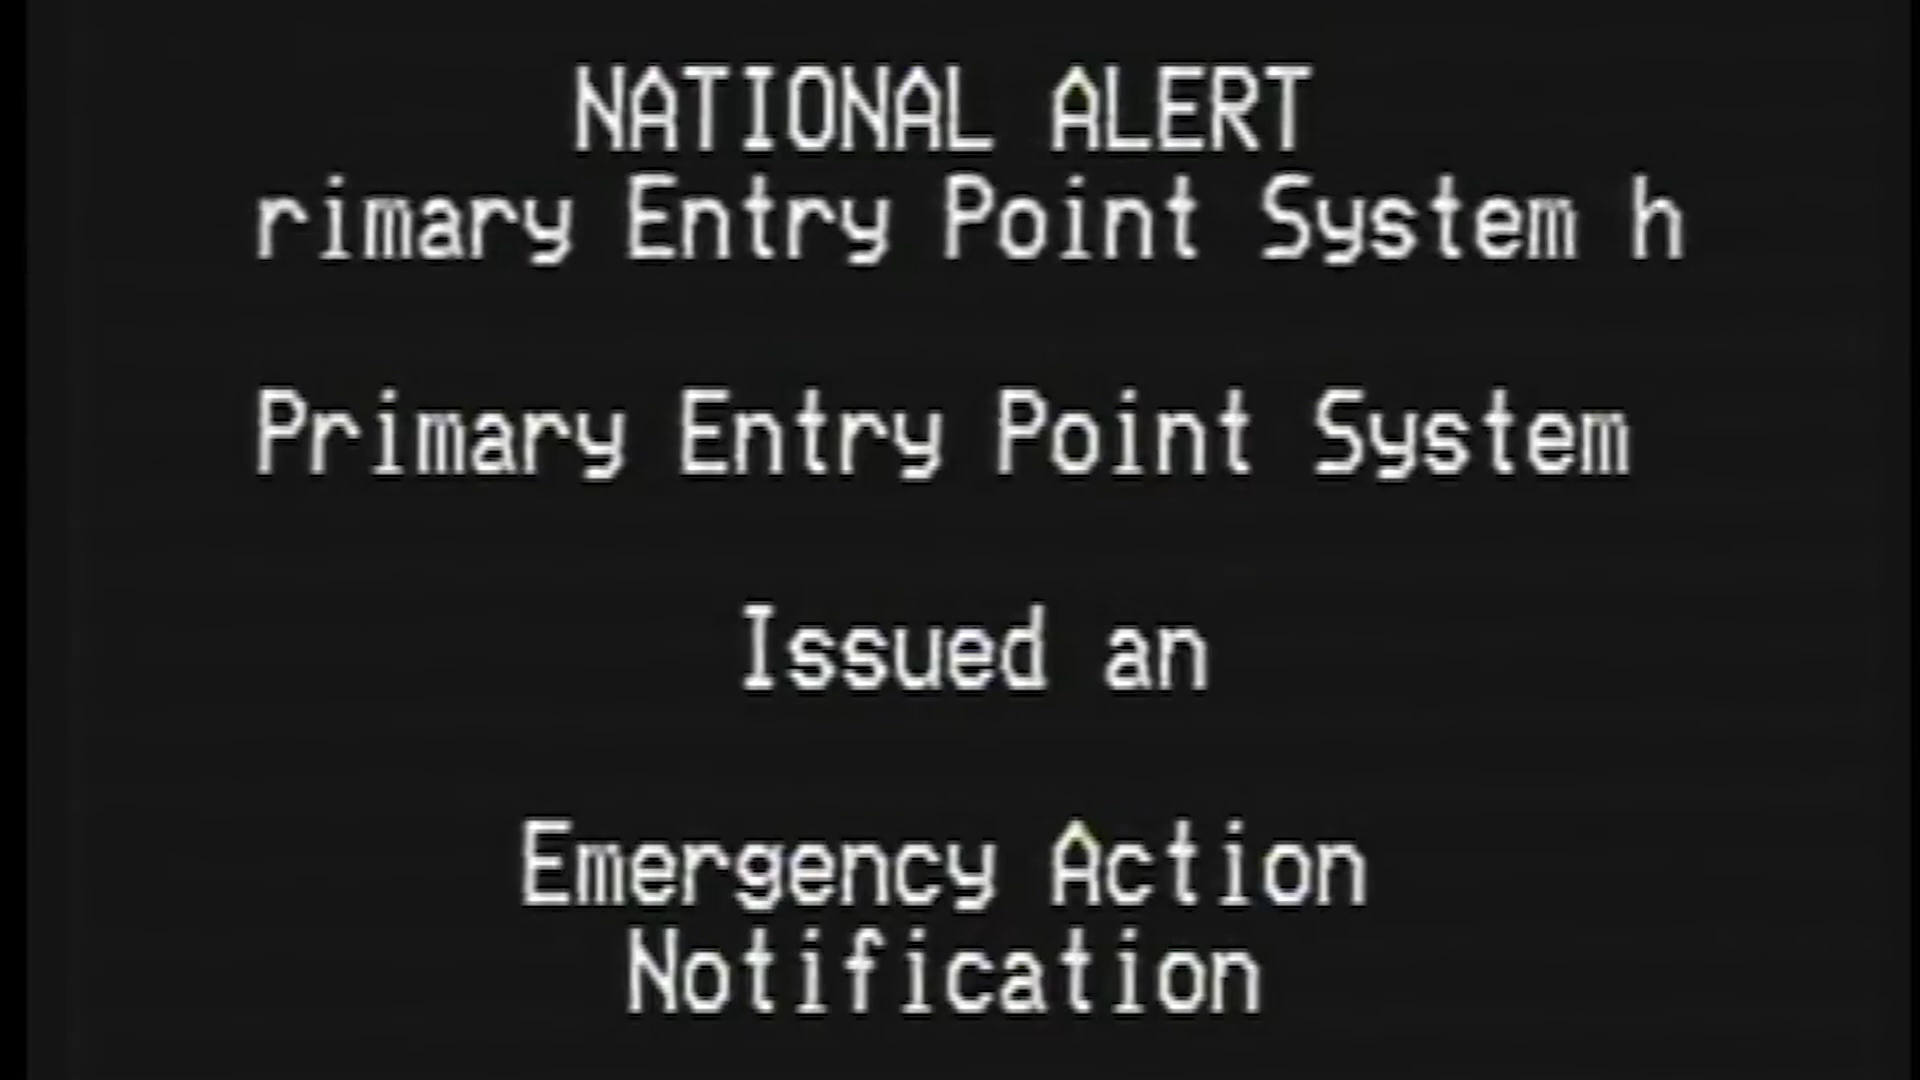 NATIONAL ALERT
rimary Entry Point System h
Primary Entry Point System
Issued an
Emergency Action
Notification